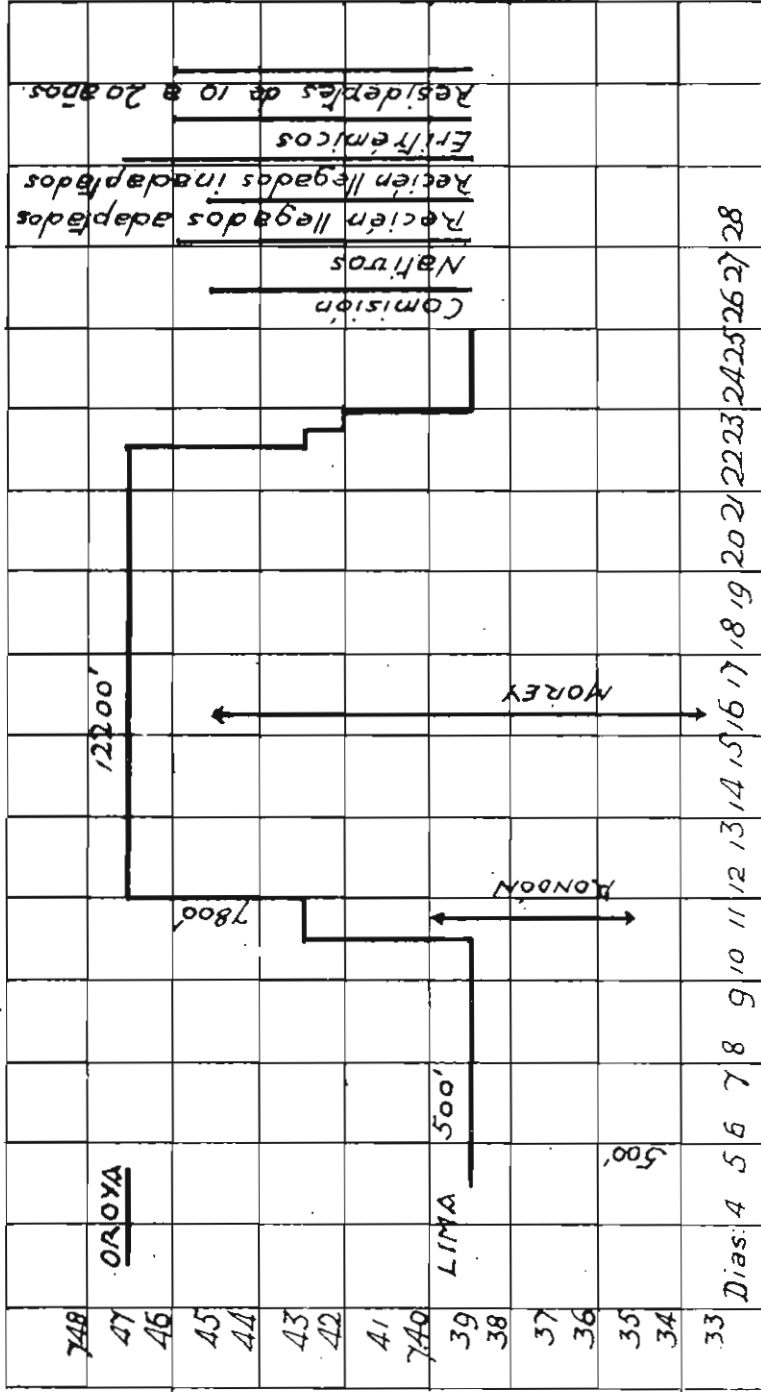 748
47
46
45
44
43
42
41
7.40
39
38
37
36
35
34
33
OROYA
LIMA
500'
500'
7800'
12200'
RONDÓN
MOREY
Comisión
Nativos
Recién llegados adaptados
Recién llegados inadaptados
Eritrémicos
Residentes de 10 a 20 años
Dias: 4 5 6 7 8 9 10 11 12 13 14 15 16 17 18 19 20 21 22 23 24 25 26 27 28